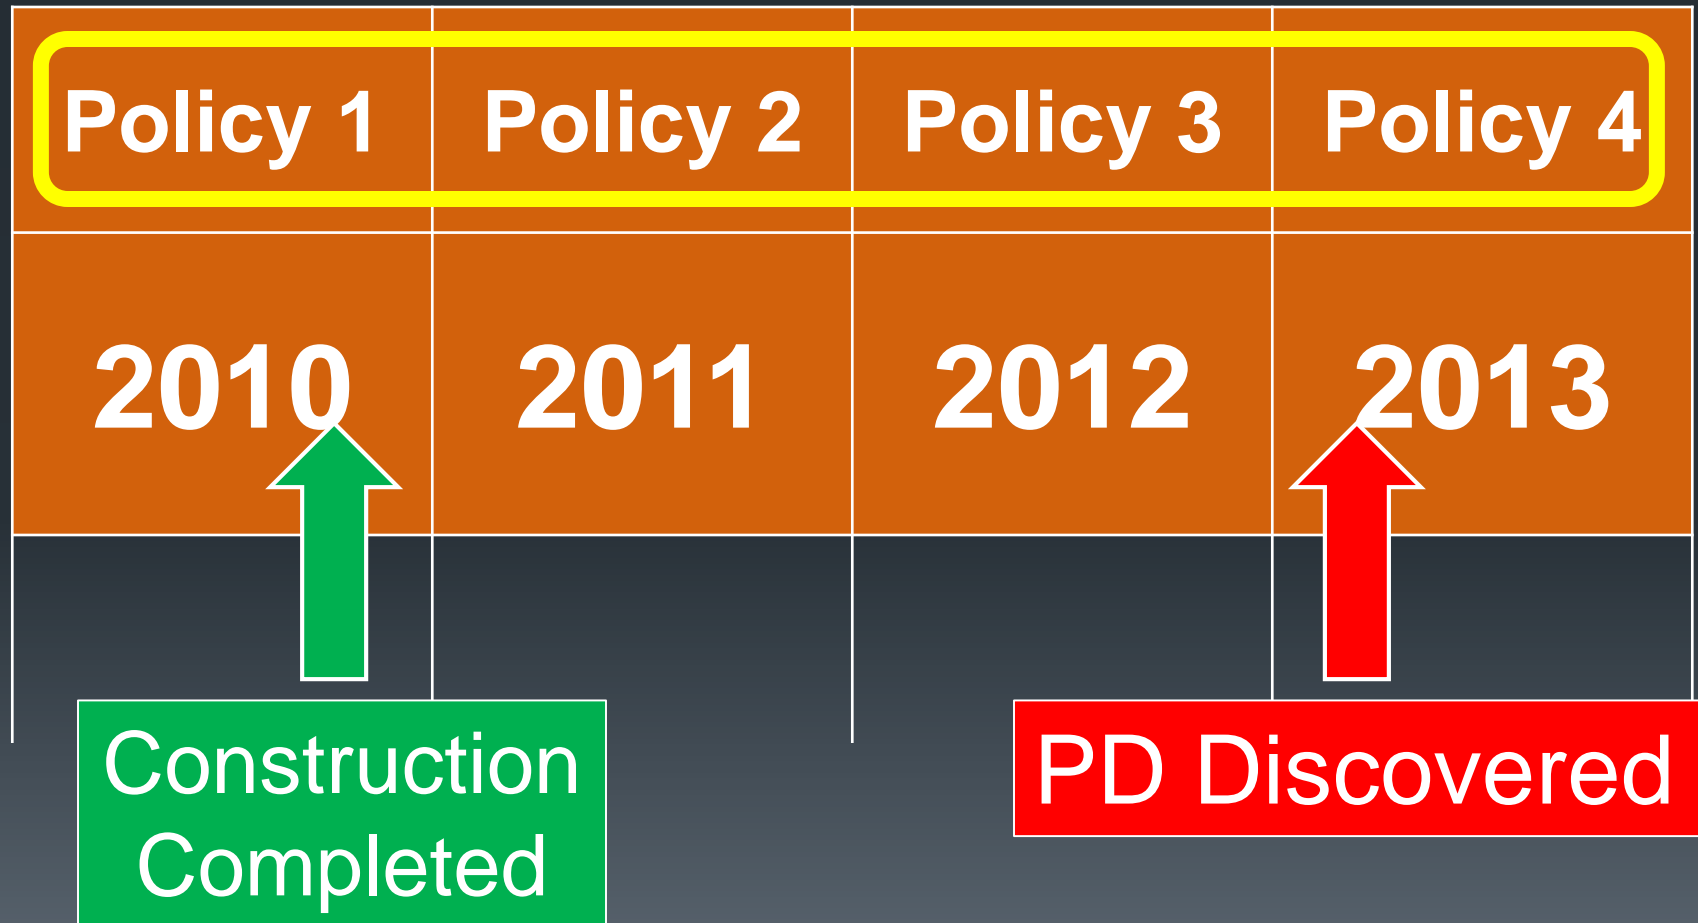 Policy 1 Policy 2 Policy 3 Policy 4
2010 2011 2012 2013
Construction
Completed
PD Discovered